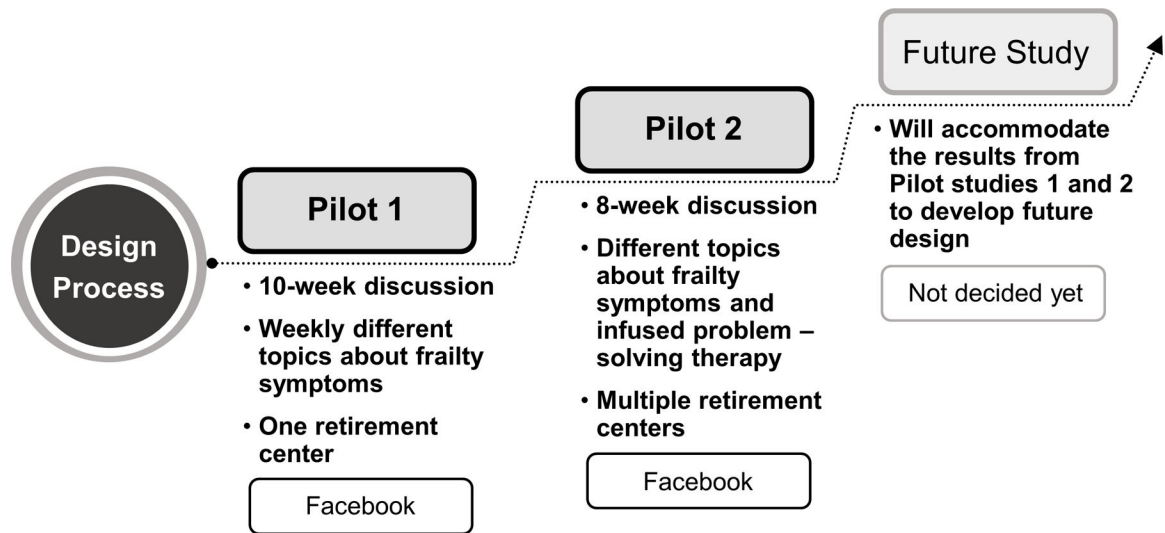 Design
Process
Pilot 1
• 10-week discussion
• Weekly different
topics about frailty
symptoms
• One retirement
center
Facebook
Pilot 2
• 8-week discussion
• Different topics
about frailty
symptoms and
infused problem –
solving therapy
• Multiple retirement
centers
Facebook
Future Study
• Will accommodate
the results from
Pilot studies 1 and 2
to develop future
design
Not decided yet